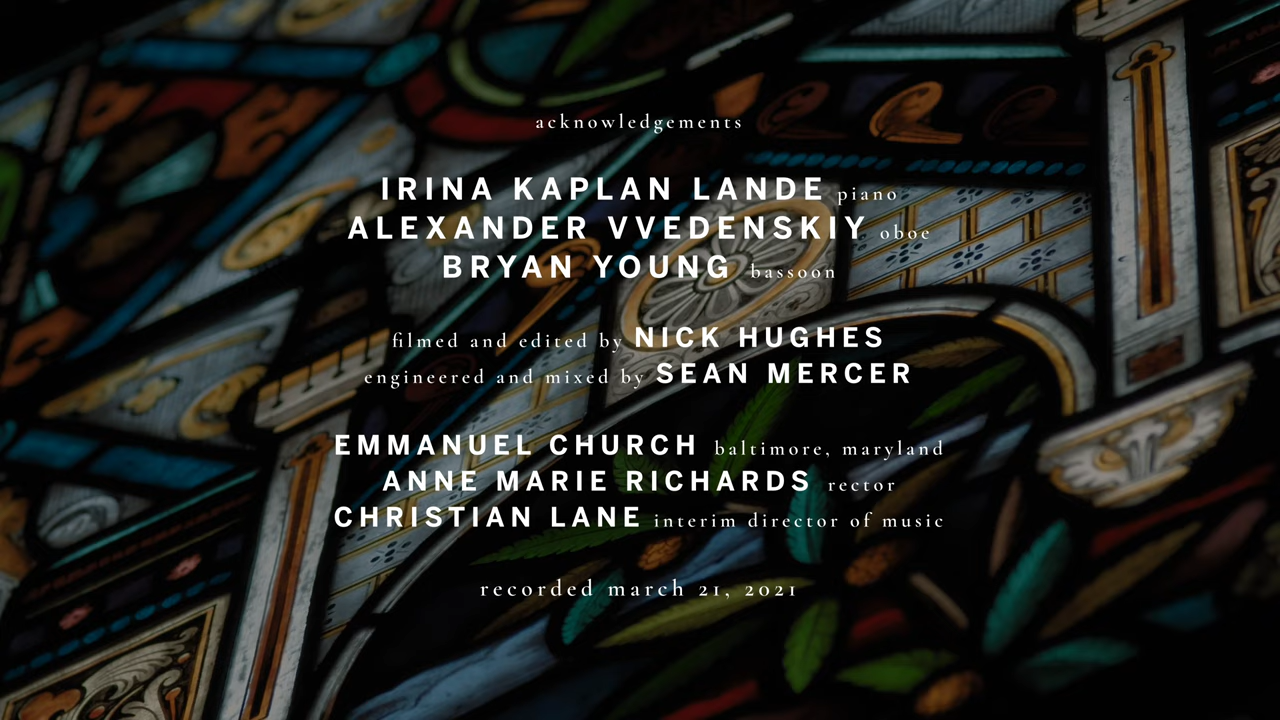 acknowledgements
IRINA KAPLAN LANDE piano
ALEXANDER VVEDENSKIY oboe
BRYAN YOUNG bassoon
filmed and edited by NICK HUGHES
engineered and mixed by SEAN MERCER
EMMANUEL CHURCH baltimore, maryland
ANNE MARIE RICHARDS rector
CHRISTIAN LANE interim director of music
recorded march 21, 2021